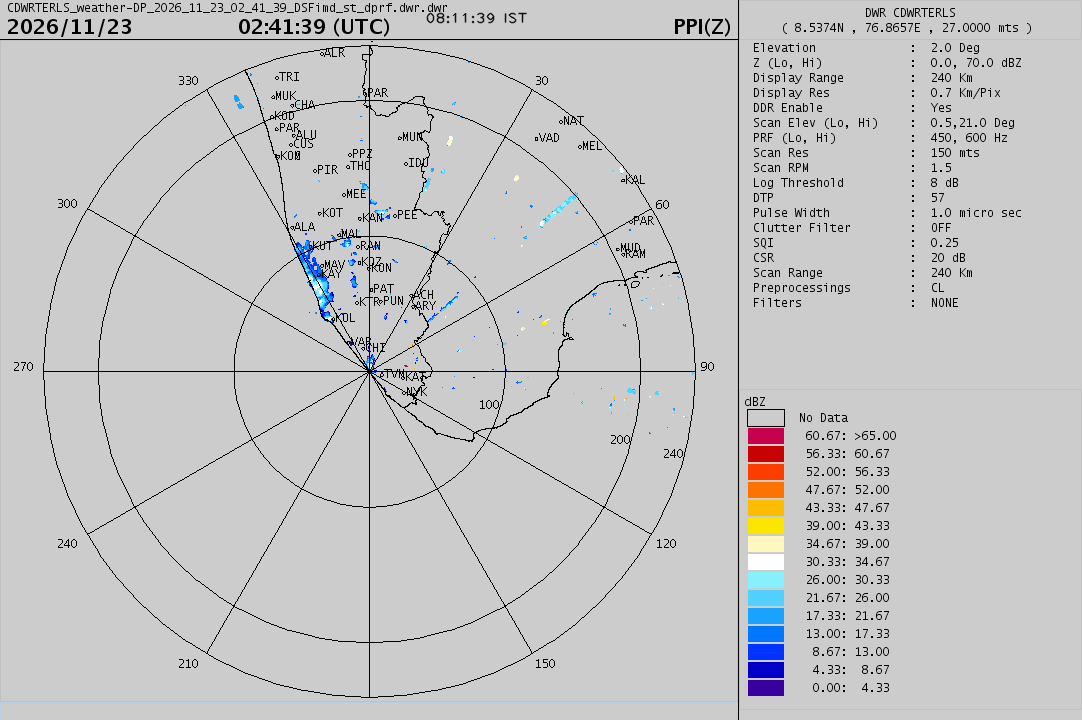 CDWRTERLS_weather-DP_2026_11_23_02_41_39_DSFimd_st_dprf.dwr.dwr
08:11:39 IST
2026/11/23 02:41:39 (UTC) PPI(Z)
DWR CDWRTERLS
( 8.5374N , 76.8657E , 27.0000 mts )
Elevation : 2.0 Deg
Z (Lo, Hi) : 0.0, 70.0 dBZ
Display Range : 240 Km
Display Res : 0.7 Km/Pix
DDR Enable : Yes
Scan Elev (Lo, Hi) : 0.5,21.0 Deg
PRF (Lo, Hi) : 450, 600 Hz
Scan Res : 150 mts
Scan RPM : 1.5
Log Threshold : 8 dB
DTP : 57
Pulse Width : 1.0 micro sec
Clutter Filter : OFF
SQI : 0.25
CSR : 20 dB
Scan Range : 240 Km
Preprocessings : CL
Filters : NONE
dBZ
No Data
60.67: >65.00
56.33: 60.67
52.00: 56.33
47.67: 52.00
43.33: 47.67
39.00: 43.33
34.67: 39.00
30.33: 34.67
26.00: 30.33
21.67: 26.00
17.33: 21.67
13.00: 17.33
8.67: 13.00
4.33: 8.67
0.00: 4.33
ALR
TRI
330
30
PAR
MUK
CHA
KOD
NAT
PAR
ALU
MUN
VAD
CUS
MEL
KOM
PPZ
THO
IDU
PIR
KAL
MEE
300
60
KOT
KAN
PEE
PAR
ALA
MAL
KUT
RAN
MUD
RAM
MAV
KOZ
KON
KAY
PAT
ACH
KTR
PUN
ARY
KOL
VAR
CHI
270
90
TVM
KAT
NYK
100
200
240
240
120
210
150